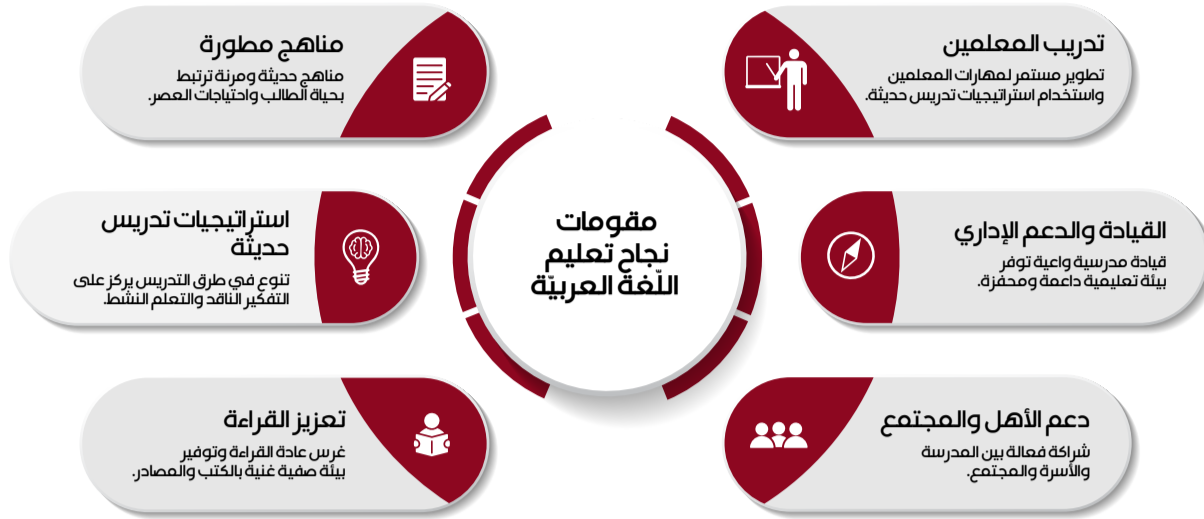 مقومات
نجاح تعليم
اللّغة العربيّة
تدريب المعلمين
تطوير مستمر لمهارات المعلمين
واستخدام استراتيجيات تدريس حديثة.
القيادة والدعم الإداري
قيادة مدرسية واعية توفر
بيئة تعليمية داعمة ومحفزة.
دعم الأهل والمجتمع
شراكة فعالة بين المدرسة
والأسرة والمجتمع.
مناهج مطورة
مناهج حديثة ومرنة ترتبط
بحياة الطالب واحتياجات العصر.
استراتيجيات تدريس
حديثة
تنوع في طرق التدريس يركز على
التفكير الناقد والتعلم النشط.
تعزيز القراءة
غرس عادة القراءة وتوفير
بيئة صفية غنية بالكتب والمصادر.